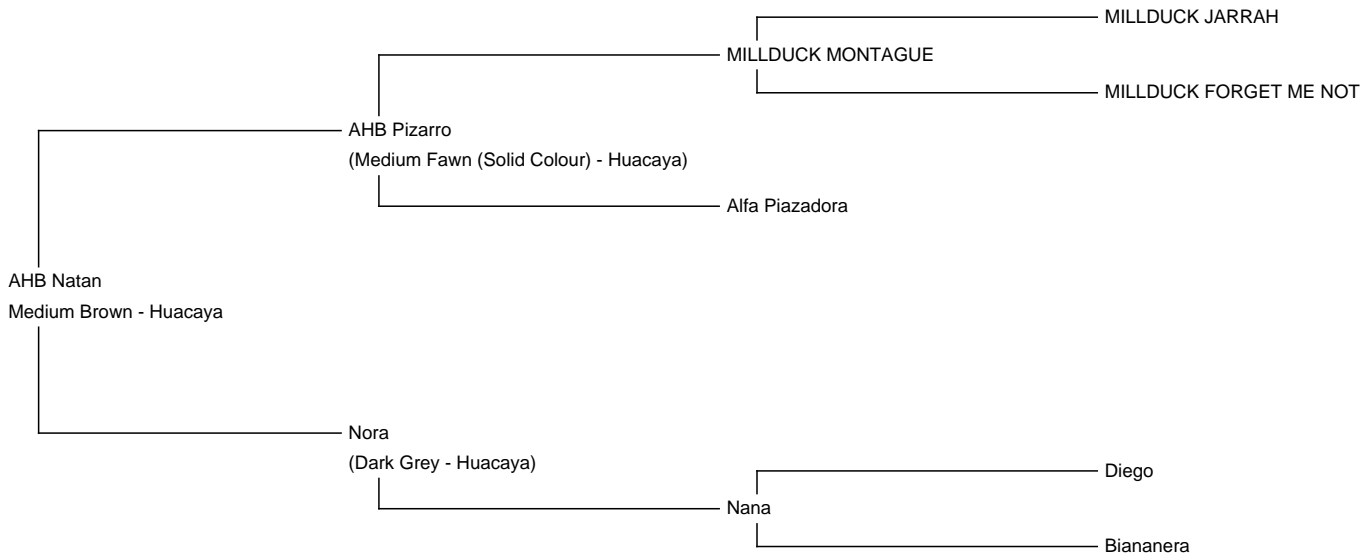 MILLDUCK JARRAH
MILLDUCK MONTAGUE
MILLDUCK FORGET ME NOT
AHB Pizarro
(Medium Fawn (Solid Colour) - Huacaya)
Alfa Piazadora
AHB Natan
Medium Brown - Huacaya
Nora
(Dark Grey - Huacaya)
Diego
Nana
Biananera